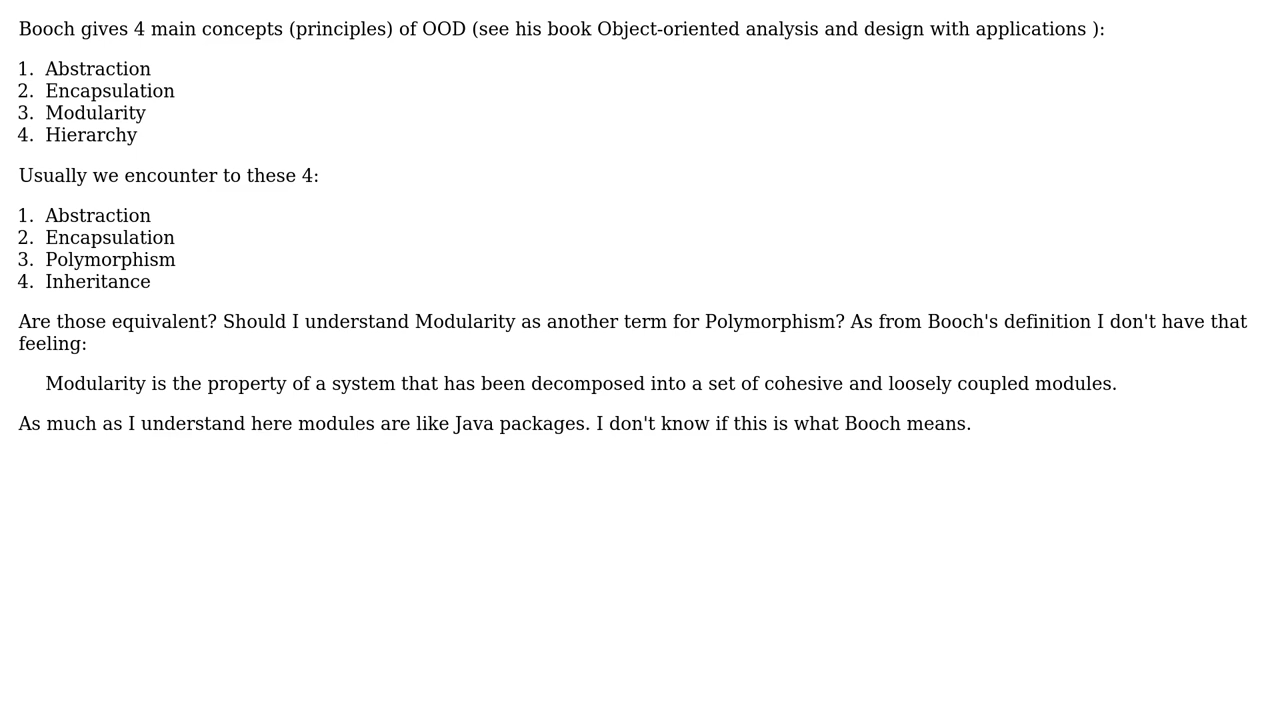 Booch gives 4 main concepts (principles) of OOD (see his book Object-oriented analysis and design with applications ):
1. Abstraction
2. Encapsulation
3. Modularity
4. Hierarchy
Usually we encounter to these 4:
1. Abstraction
2. Encapsulation
3. Polymorphism
4. Inheritance
Are those equivalent? Should I understand Modularity as another term for Polymorphism? As from Booch's definition I don't have that
feeling:
Modularity is the property of a system that has been decomposed into a set of cohesive and loosely coupled modules.
As much as I understand here modules are like Java packages. I don't know if this is what Booch means.